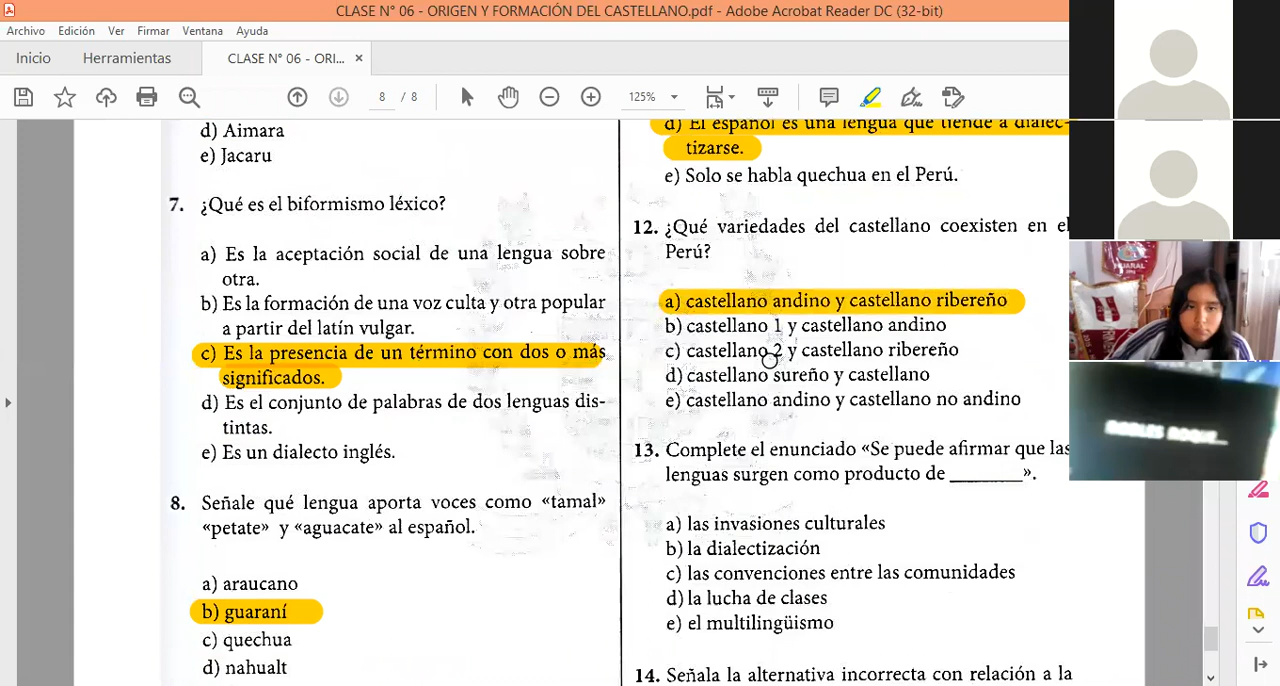 CLASE N° 06 - ORIGEN Y FORMACIÓN DEL CASTELLANO.pdf - Adobe Acrobat Reader DC (32-bit)
Archivo Edición Ver Firmar Ventana Ayuda
Inicio Herramientas CLASE N° 06 - ORI... ×
8 / 8 125%
d) Aimara
e) Jacaru
7. ¿Qué es el biformismo léxico?
a) Es la aceptación social de una lengua sobre
otra.
b) Es la formación de una voz culta y otra popular
a partir del latín vulgar.
c) Es la presencia de un término con dos o más
significados.
d) Es el conjunto de palabras de dos lenguas dis-
tintas.
e) Es un dialecto inglés.
8. Señale qué lengua aporta voces como «tamal»
«petate» y «aguacate» al español.
a) araucano
b) guaraní
c) quechua
d) nahualt
d) El español es una lengua que tiende a dialec-
tizarse.
e) Solo se habla quechua en el Perú.
12. ¿Qué variedades del castellano coexisten en el
Perú?
a) castellano andino y castellano ribereño
b) castellano 1 y castellano andino
c) castellano 2 y castellano ribereño
d) castellano sureño y castellano
e) castellano andino y castellano no andino
13. Complete el enunciado «Se puede afirmar que las
lenguas surgen como producto de ________».
a) las invasiones culturales
b) la dialectización
c) las convenciones entre las comunidades
d) la lucha de clases
e) el multilingüismo
14. Señala la alternativa incorrecta con relación a la